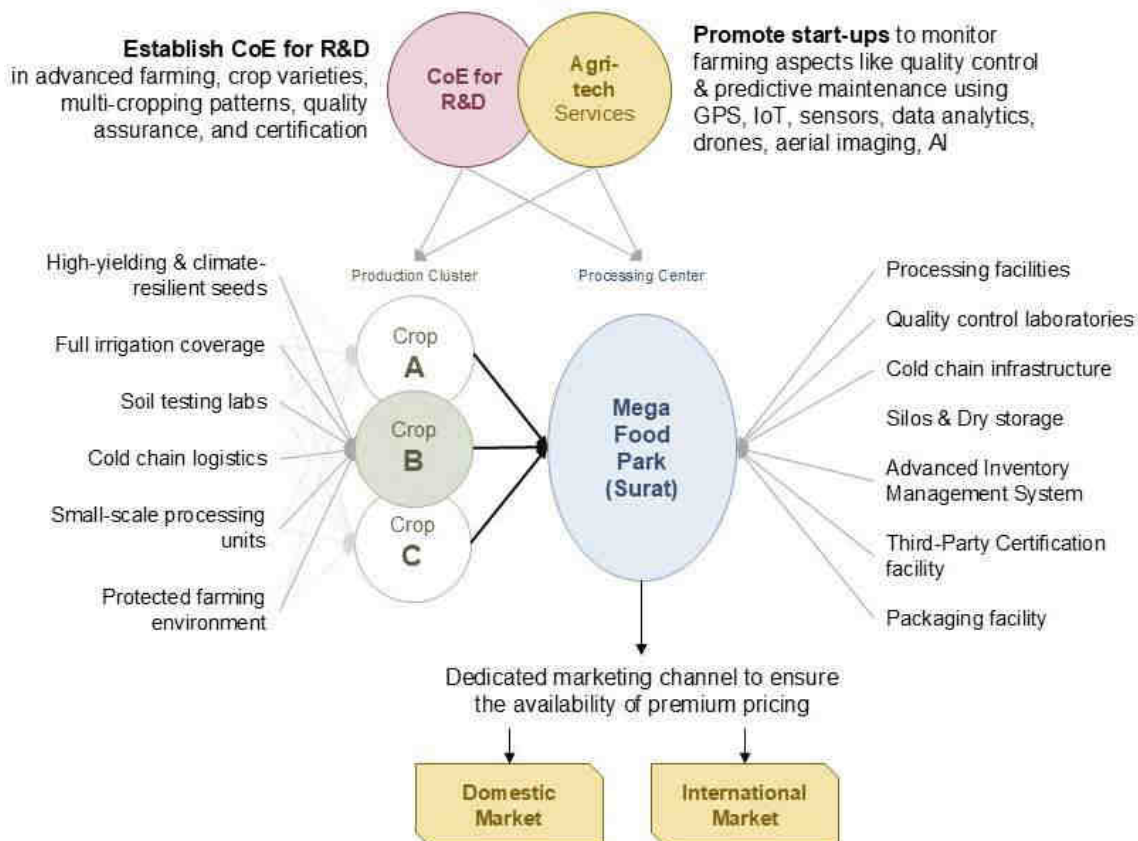 Establish CoE for R&D
in advanced farming, crop varieties,
multi-cropping patterns, quality
assurance, and certification
CoE for
R&D
Agri-
tech
Services
Promote start-ups to monitor
farming aspects like quality control
& predictive maintenance using
GPS, IoT, sensors, data analytics,
drones, aerial imaging, AI
Production Cluster
Processing Center
High-yielding & climate-
resilient seeds
Full irrigation coverage
Soil testing labs
Cold chain logistics
Small-scale processing
units
Protected farming
environment
Crop
A
Crop
B
Crop
C
Mega
Food
Park
(Surat)
Processing facilities
Quality control laboratories
Cold chain infrastructure
Silos & Dry storage
Advanced Inventory
Management System
Third-Party Certification
facility
Packaging facility
Dedicated marketing channel to ensure
the availability of premium pricing
Domestic
Market
International
Market